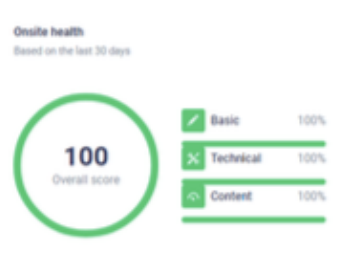 Onsite health
Based on the last 30 days
100
Overall score
Basic 100%
Technical 100%
Content 100%